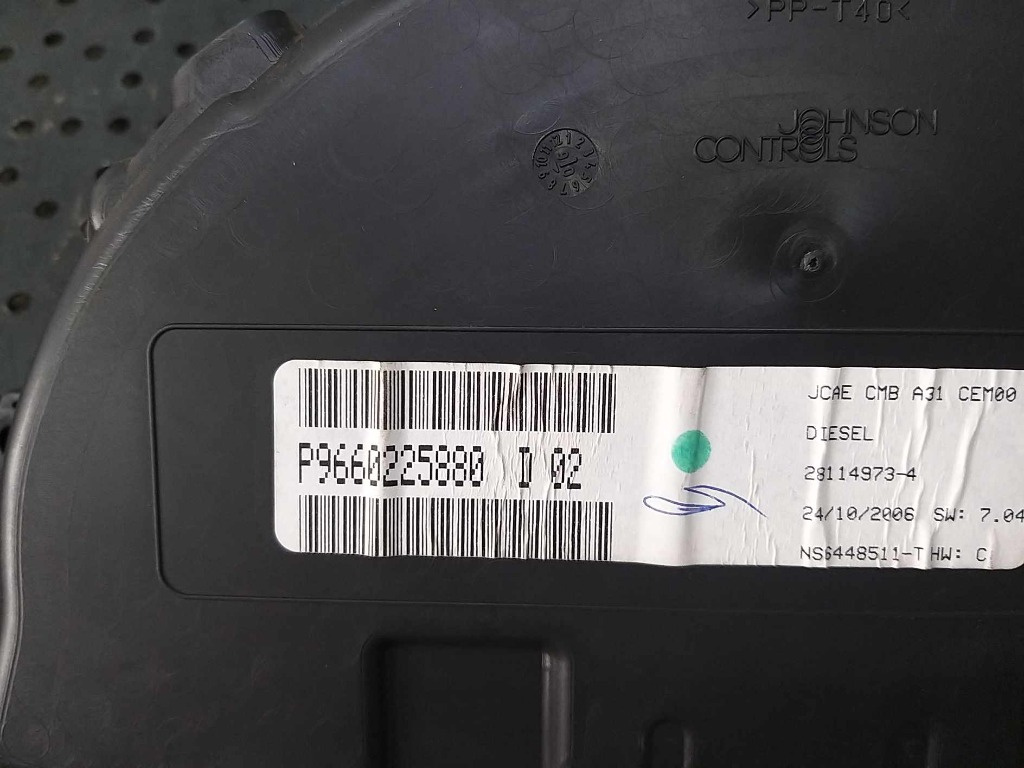 >PP-T40<
JOHNSON
CONTROLS
P9660225880 D 02
JCAE CMB A31 CEM00
DIESEL
28114973-4
24/10/2006 SW: 7.04
NS6448511-T HW: C